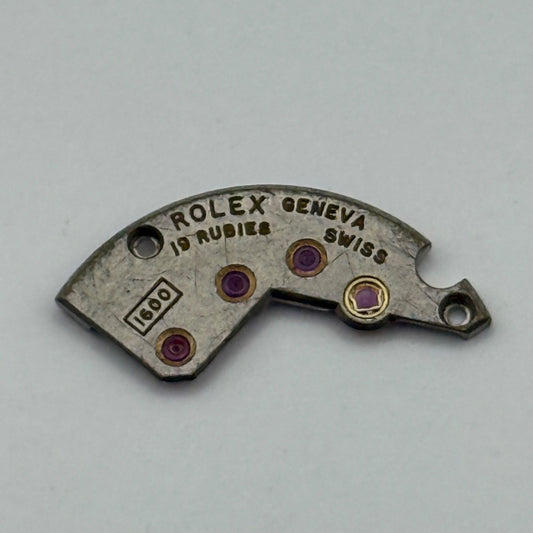 ROLEX GENEVA
19 RUBIES SWISS
1600